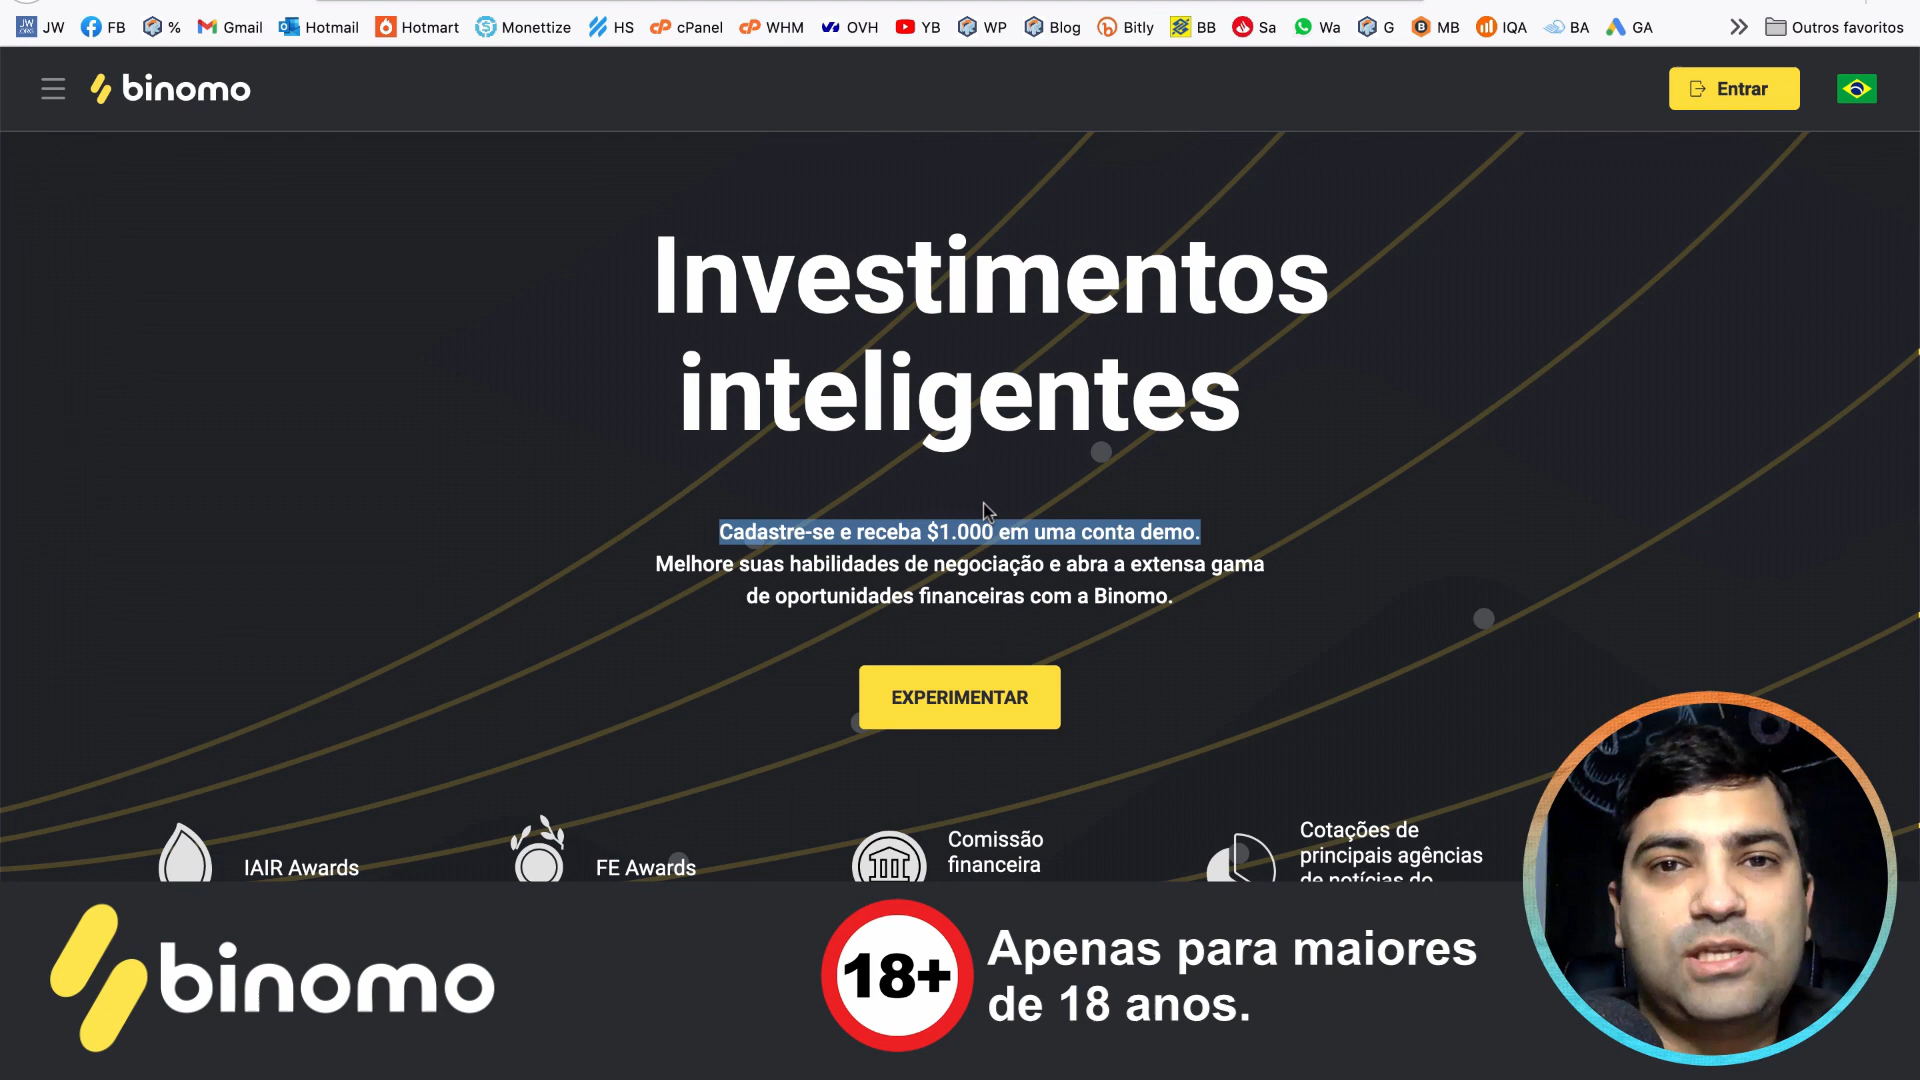 JW FB % Gmail Hotmail Hotmart Monettize HS cPanel WHM OVH YB WP Blog Bitly BB Sa Wa G MB IQA BA GA Outros favoritos
binomo
Entrar
Investimentos
inteligentes
Cadastre-se e receba $1.000 em uma conta demo.
Melhore suas habilidades de negociação e abra a extensa gama
de oportunidades financeiras com a Binomo.
EXPERIMENTAR
IAIR Awards
FE Awards
Comissão
financeira
Cotações de
principais agências
de notícias do
binomo
18+
Apenas para maiores
de 18 anos.